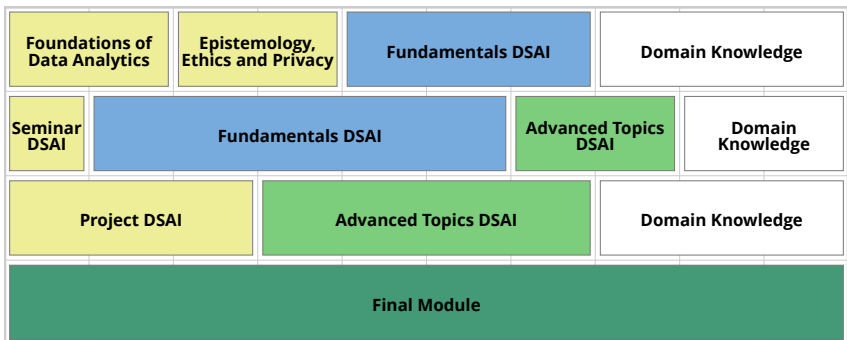 Foundations of
Data Analytics
Epistemology,
Ethics and Privacy
Fundamentals DSAI
Domain Knowledge
Seminar
DSAI
Fundamentals DSAI
Advanced Topics
DSAI
Domain
Knowledge
Project DSAI
Advanced Topics DSAI
Domain Knowledge
Final Module